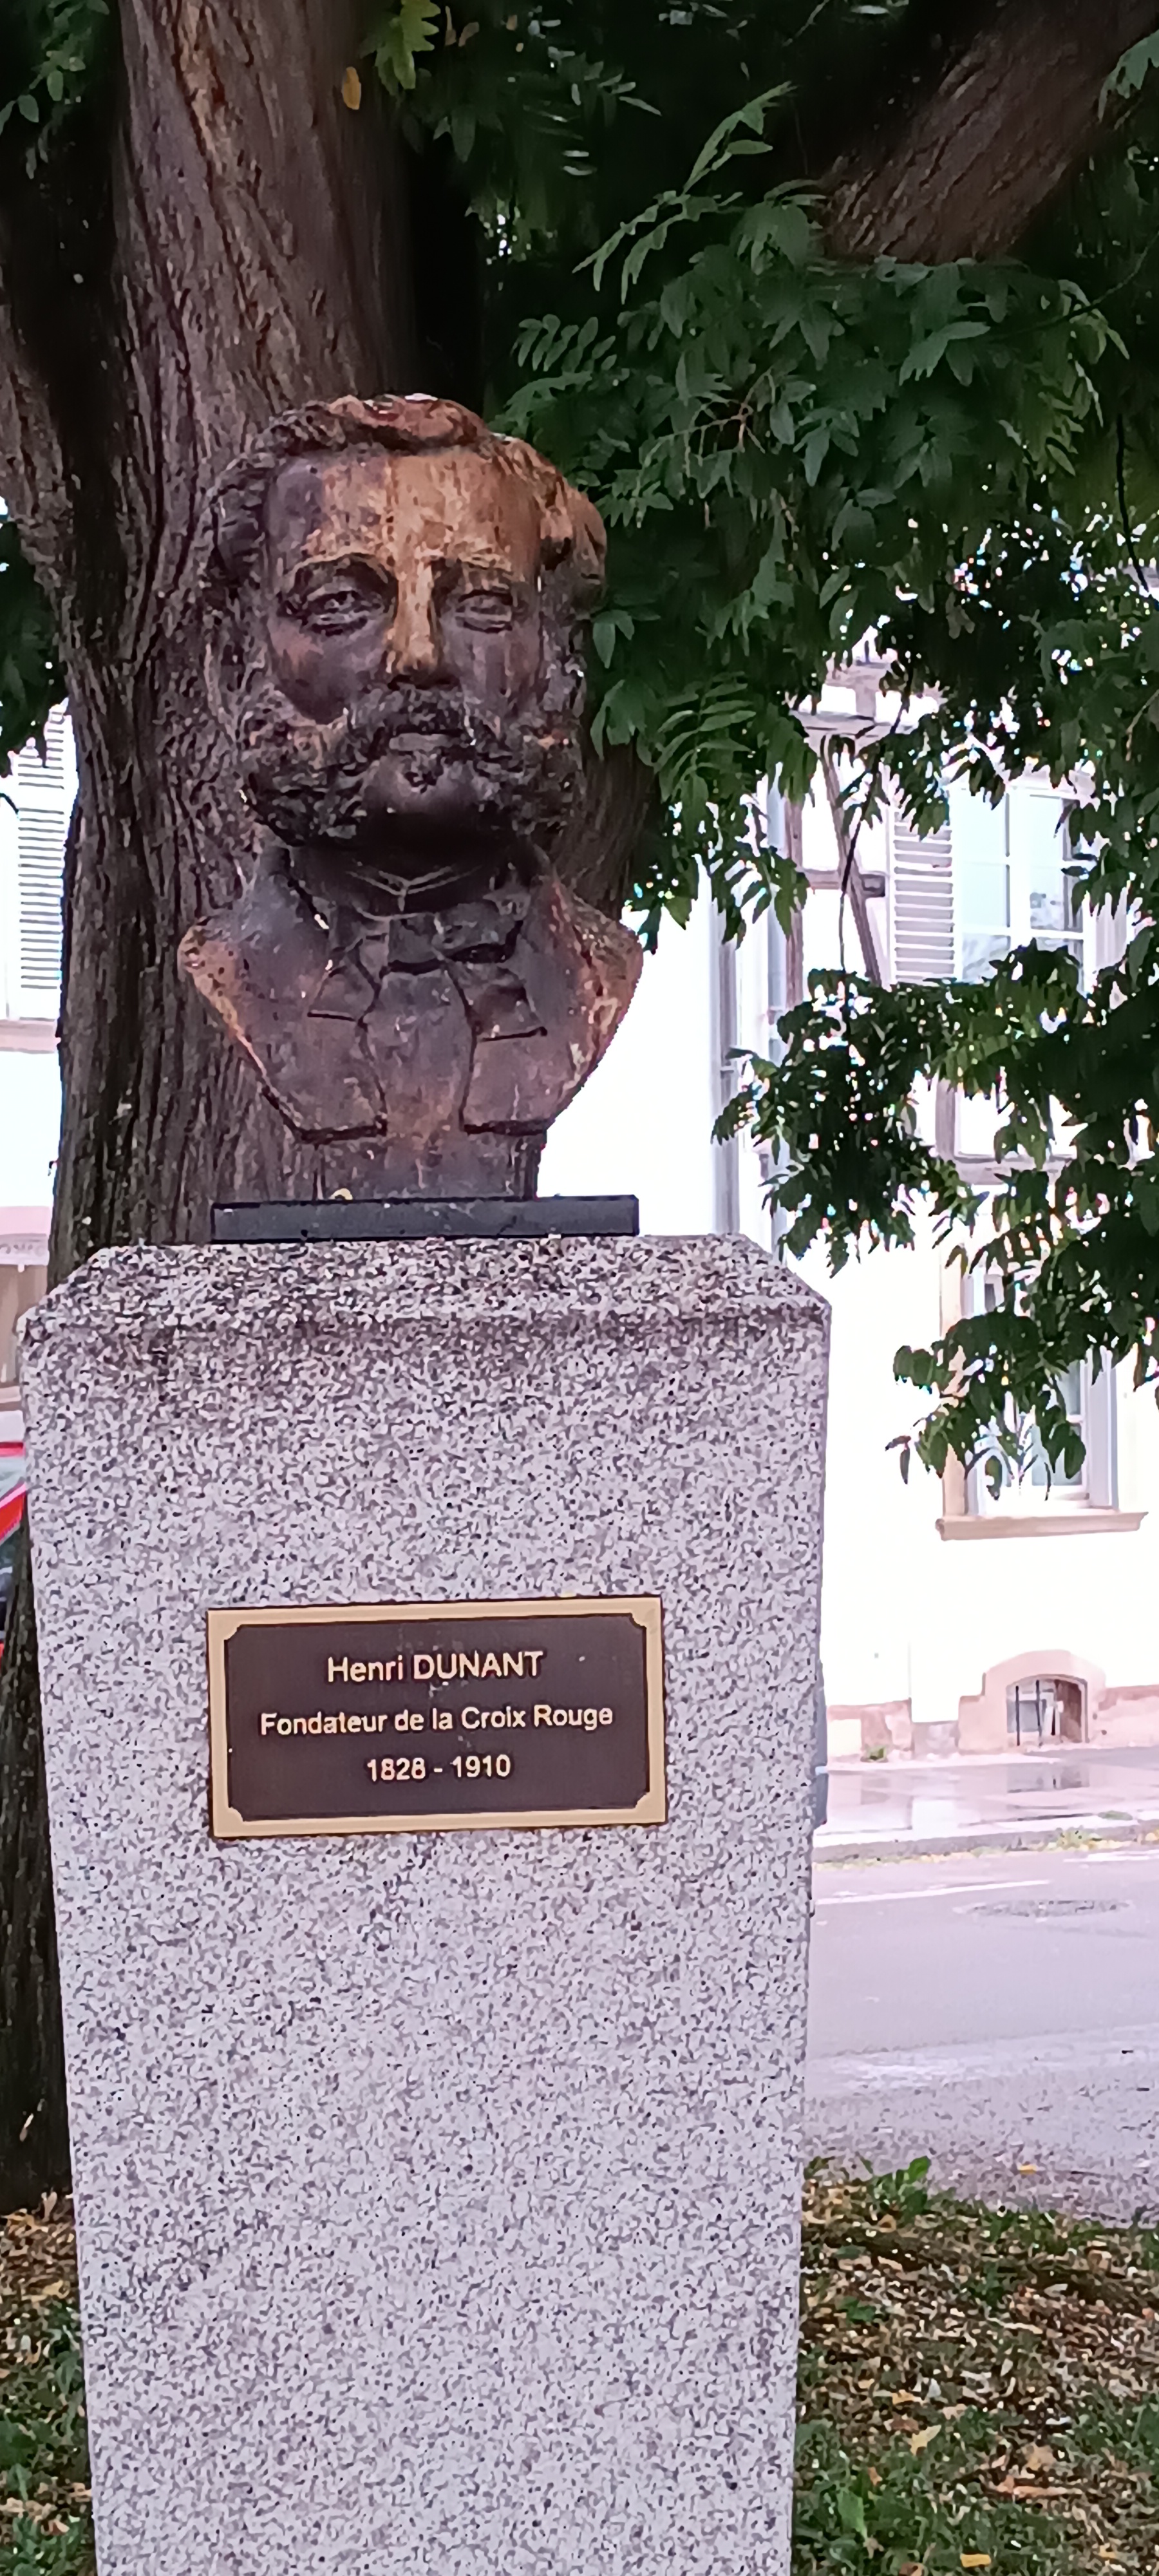 Henri DUNANT
Fondateur de la Croix Rouge
1828 - 1910